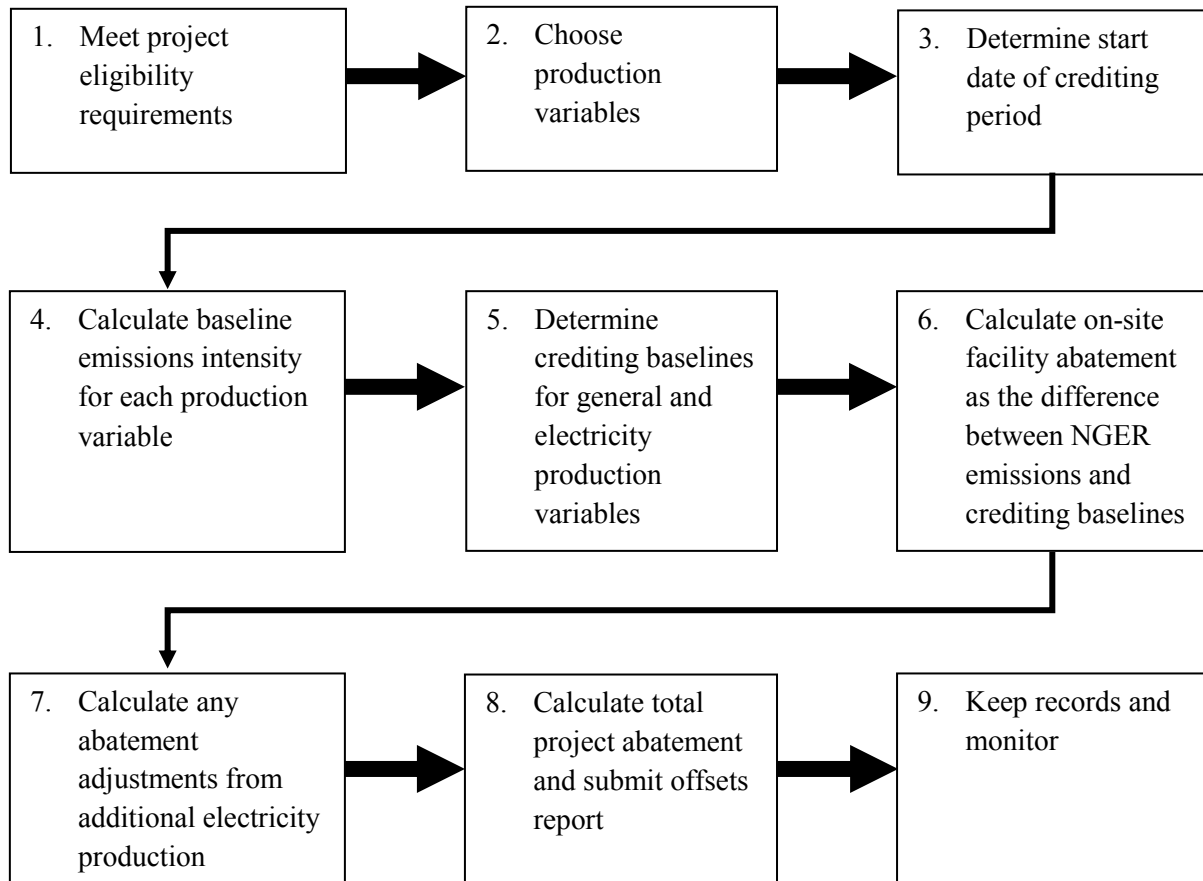 1. Meet project
eligibility
requirements
2. Choose
production
variables
3. Determine start
date of crediting
period
4. Calculate baseline
emissions intensity
for each production
variable
5. Determine
crediting baselines
for general and
electricity
production
variables
6. Calculate on-site
facility abatement
as the difference
between NGER
emissions and
crediting baselines
7. Calculate any
abatement
adjustments from
additional electricity
production
8. Calculate total
project abatement
and submit offsets
report
9. Keep records and
monitor